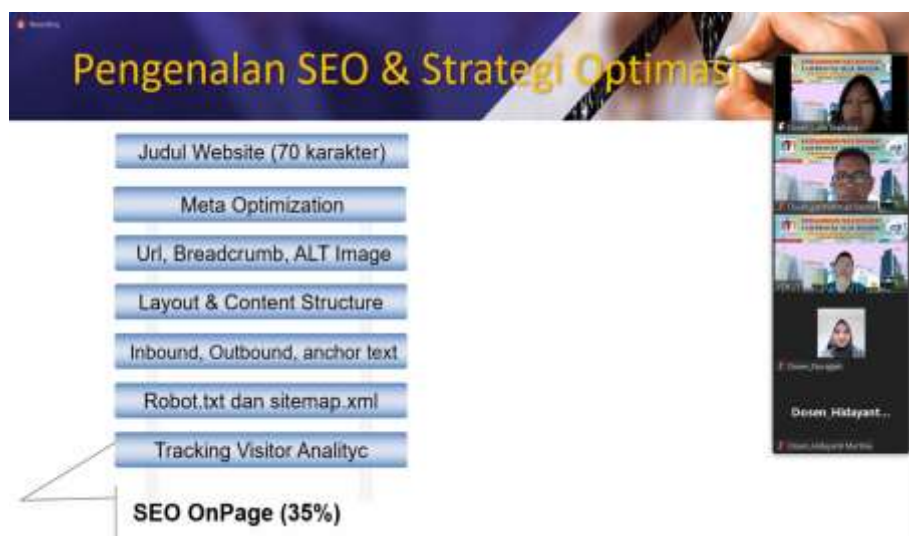 Pengenalan SEO & Strategi Optimasi
Judul Website (70 karakter)
Meta Optimization
Url, Breadcrumb, ALT Image
Layout & Content Structure
Inbound, Outbound, anchor text
Robot.txt dan sitemap.xml
Tracking Visitor Analityc
SEO OnPage (35%)
Dosen_Hidayant...